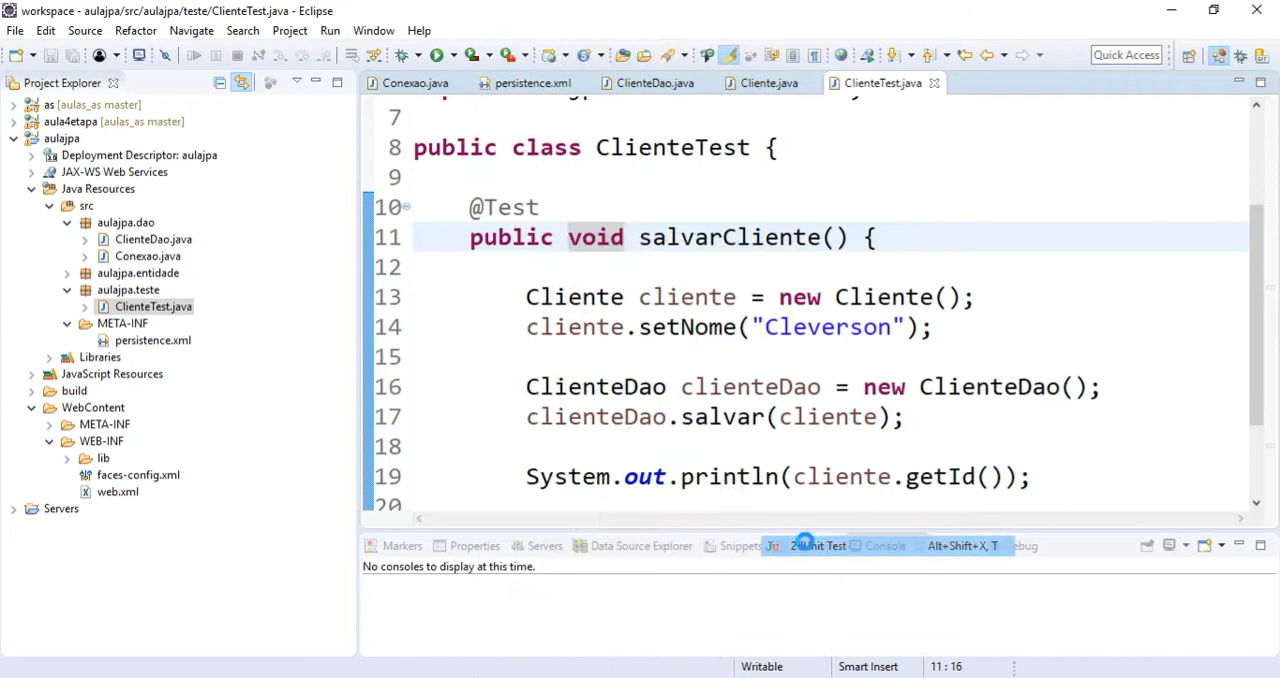 workspace - aulajpa/src/aulajpa/teste/ClienteTest.java - Eclipse
File Edit Source Refactor Navigate Search Project Run Window Help
Quick Access
Project Explorer
as [aulas_as master]
aula4etapa [aulas_as master]
aulajpa
Deployment Descriptor: aulajpa
JAX-WS Web Services
Java Resources
src
aulajpa.dao
ClienteDao.java
Conexao.java
aulajpa.entidade
aulajpa.teste
ClienteTest.java
META-INF
persistence.xml
Libraries
JavaScript Resources
build
WebContent
META-INF
WEB-INF
lib
faces-config.xml
web.xml
Servers
Conexao.java persistence.xml ClienteDao.java Cliente.java ClienteTest.java
7
8 public class ClienteTest {
9
10 @Test
11 public void salvarCliente() {
12
13 Cliente cliente = new Cliente();
14 cliente.setNome("Cleverson");
15
16 ClienteDao clienteDao = new ClienteDao();
17 clienteDao.salvar(cliente);
18
19 System.out.println(cliente.getId());
20
Markers Properties Servers Data Source Explorer Snippets Test Console Alt+Shift+X, T
No consoles to display at this time.
Writable Smart Insert 11 : 16